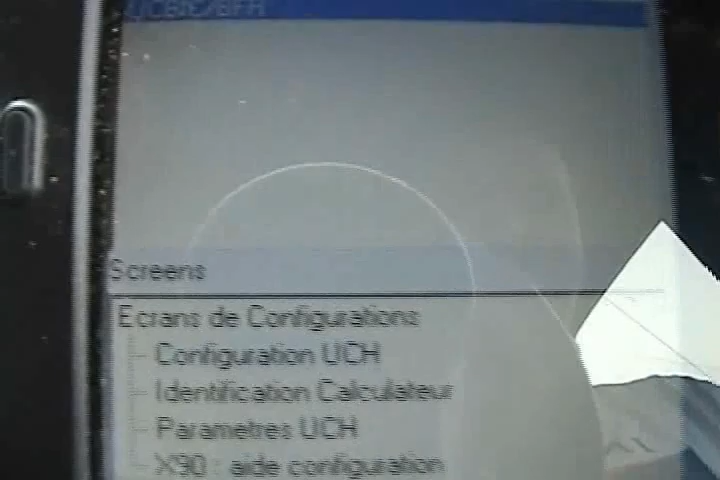 Screens
Ecrans de Configurations
Configuration UCH
Identification Calculateur
Parametres UCH
X90 : aide configuration